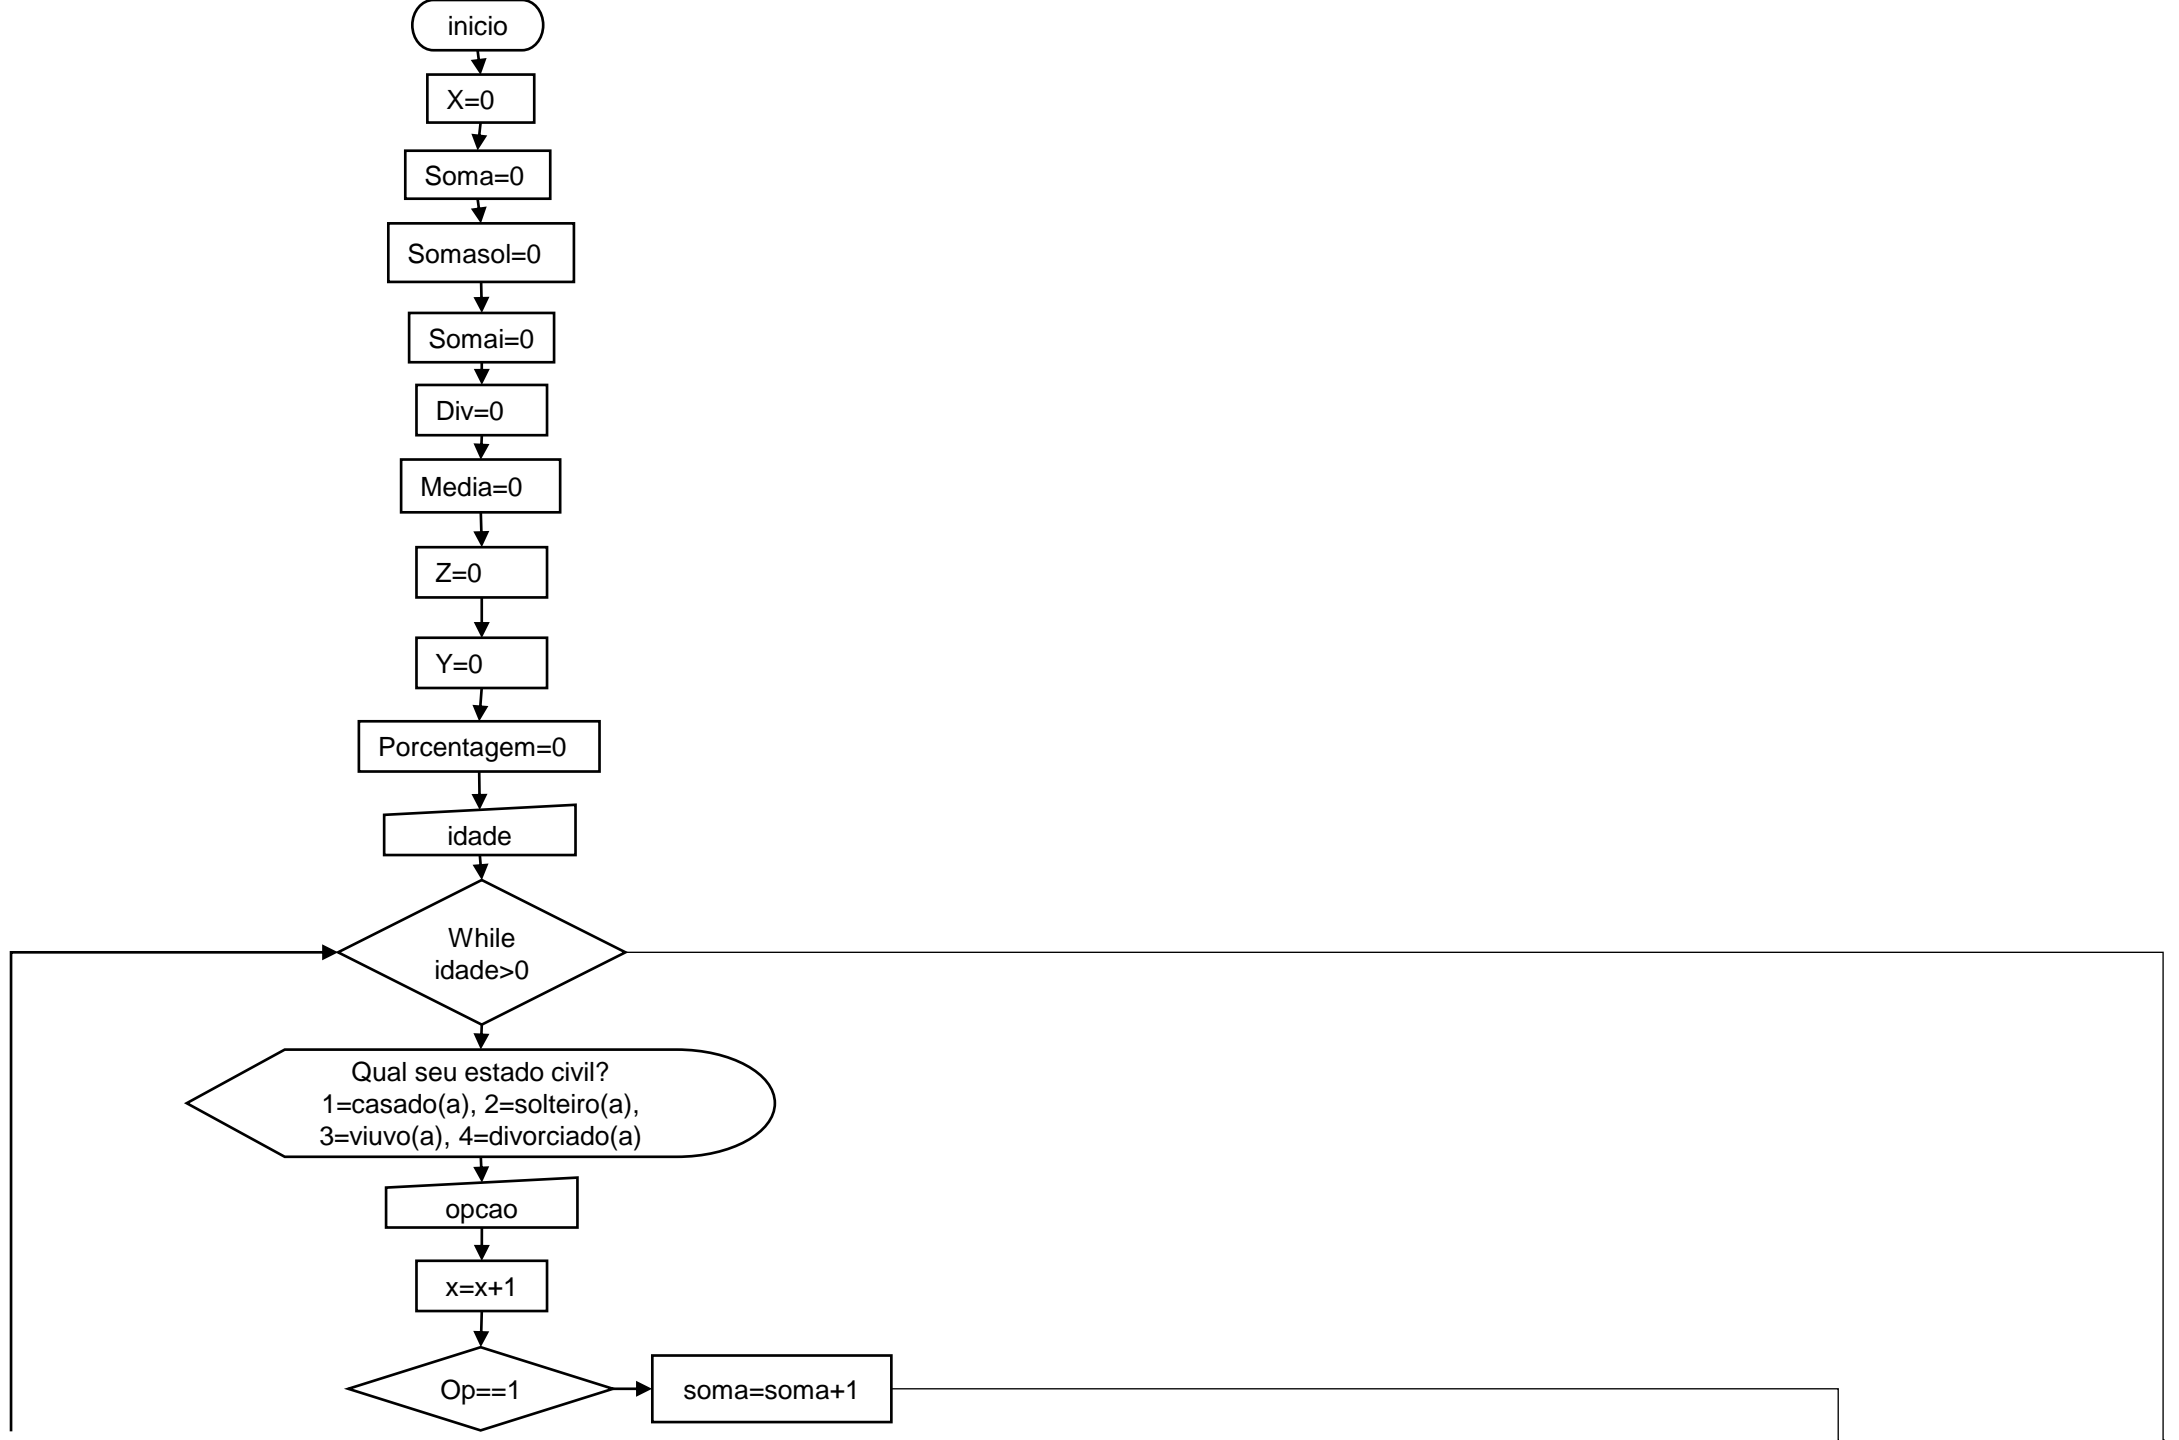 inicio
X=0
Soma=0
Somasol=0
Somai=0
Div=0
Media=0
Z=0
Y=0
Porcentagem=0
idade
While
idade>0
Qual seu estado civil?
1=casado(a), 2=solteiro(a),
3=viuvo(a), 4=divorciado(a)
opcao
x=x+1
Op==1
soma=soma+1